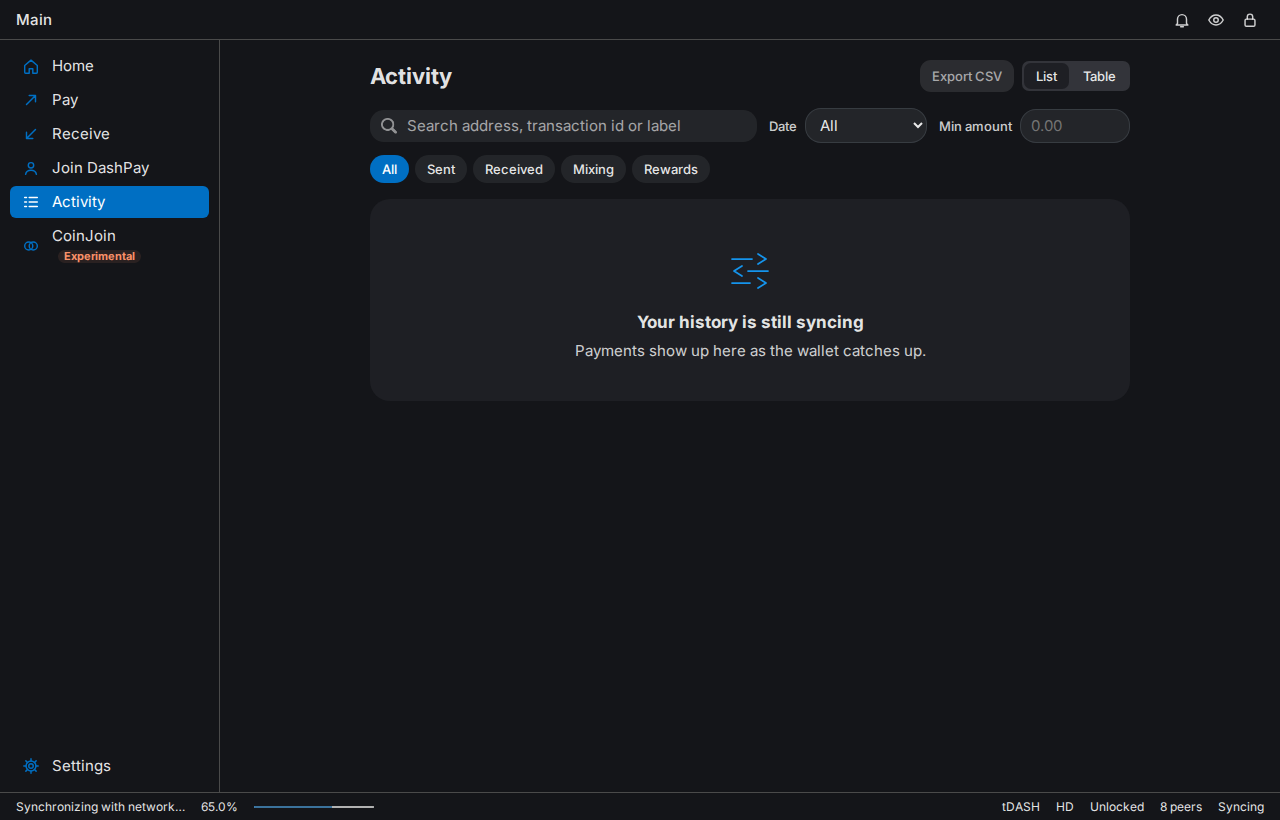 Main
Home
Pay
Receive
Join DashPay
Activity
CoinJoin
Experimental
Settings
Activity
Export CSV
List
Table
Search address, transaction id or label
Date
All
Min amount
0.00
All
Sent
Received
Mixing
Rewards
Your history is still syncing
Payments show up here as the wallet catches up.
Synchronizing with network...
65.0%
tDASH
HD
Unlocked
8 peers
Syncing